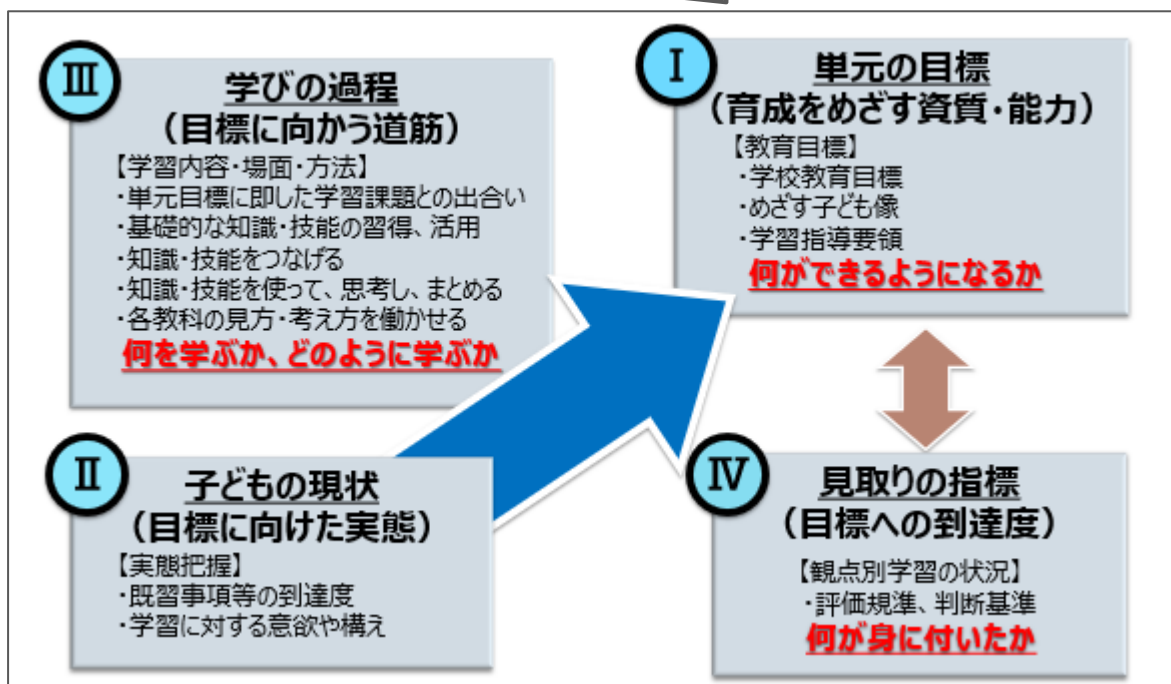 Ⅲ
学びの過程
（目標に向かう道筋）
【学習内容・場面・方法】
・単元目標に即した学習課題との出合い
・基礎的な知識・技能の習得、活用
・知識・技能をつなげる
・知識・技能を使って、思考し、まとめる
・各教科の見方・考え方を働かせる
何を学ぶか、どのように学ぶか
Ⅰ
単元の目標
（育成をめざす資質・能力）
【教育目標】
・学校教育目標
・めざす子ども像
・学習指導要領
何ができるようになるか
Ⅱ
子どもの現状
（目標に向けた実態）
【実態把握】
・既習事項等の到達度
・学習に対する意欲や構え
Ⅳ
見取りの指標
（目標への到達度）
【観点別学習の状況】
・評価規準、判断基準
何が身に付いたか